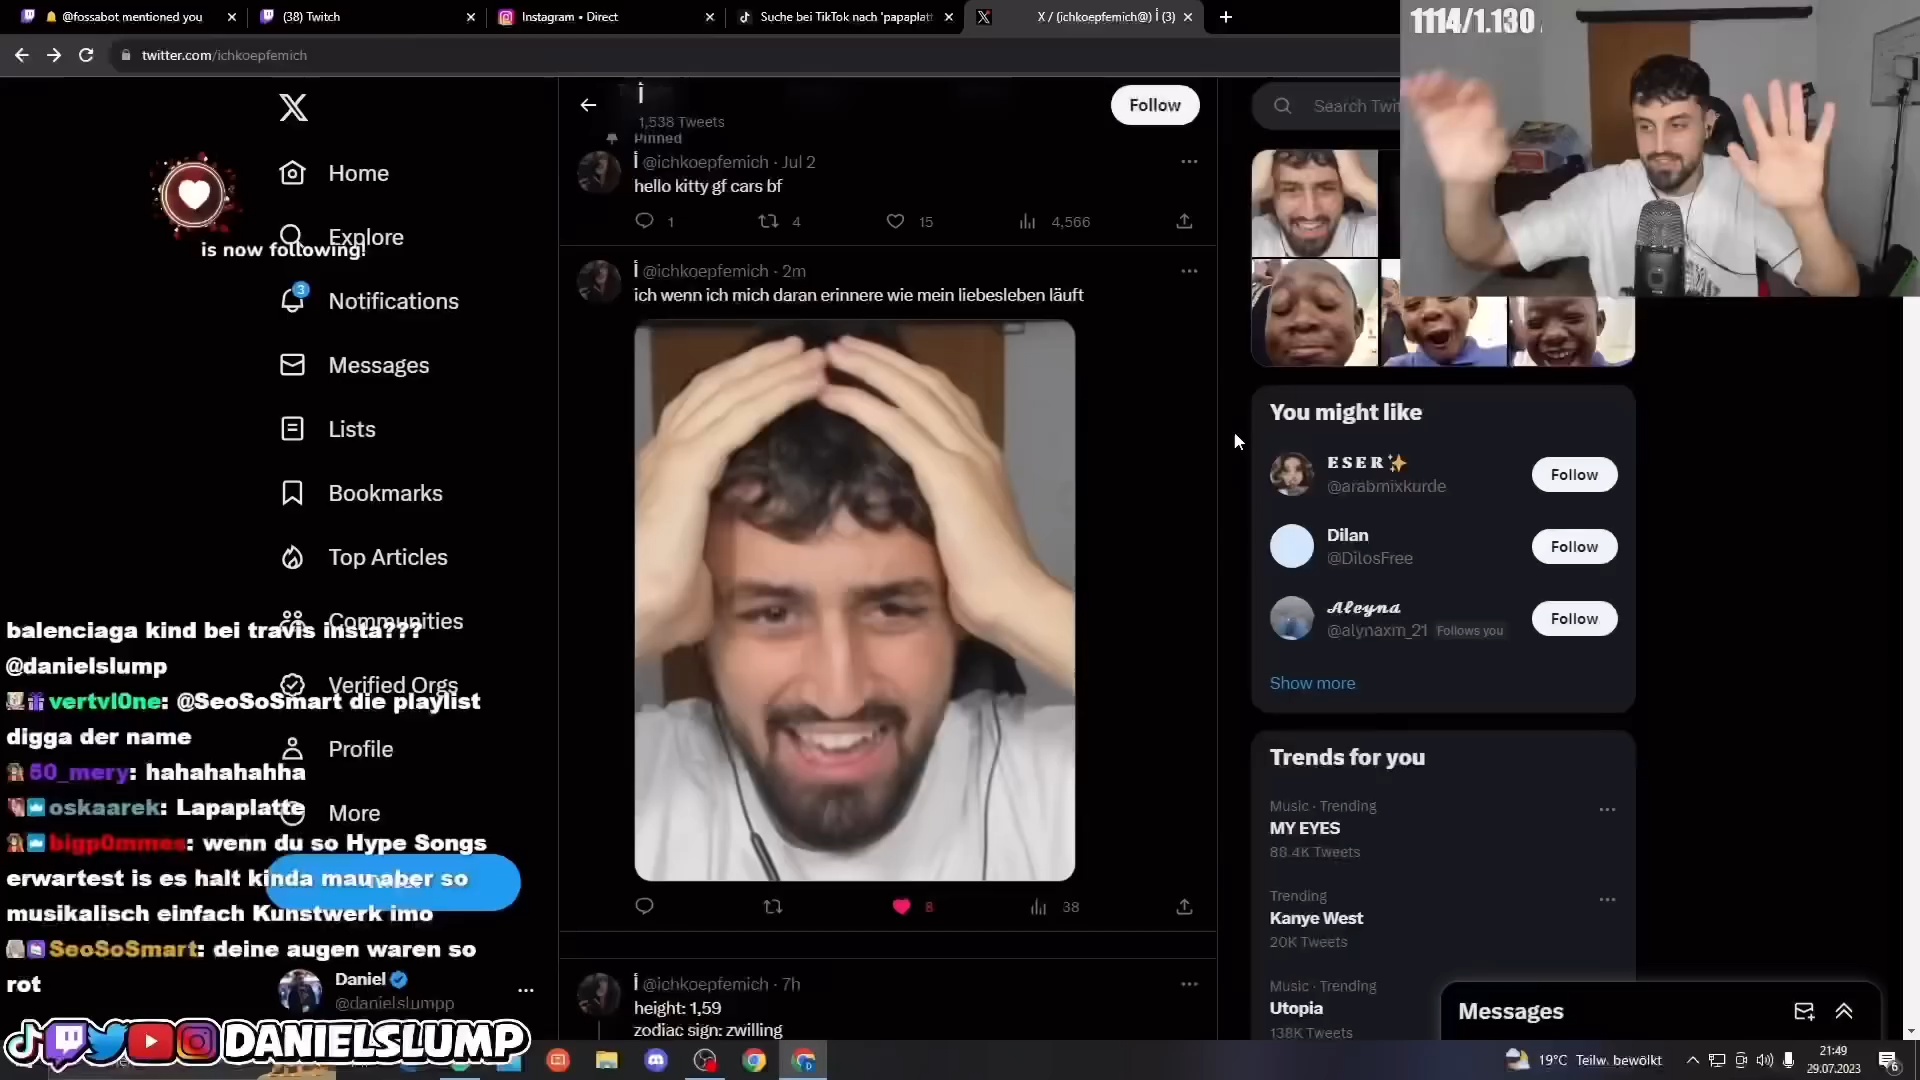 @fossabot mentioned you
(38) Twitch
Instagram • Direct
Suche bei TikTok nach 'papaplatt
X / (ichkoepfemich@) أ (3)
twitter.com/ichkoepfemich
1114/1.130
Home
Explore
is now following!
3
Notifications
Messages
Lists
Bookmarks
Top Articles
Communities
Verified Orgs
Profile
More
Daniel
@danielslumpp
balenciaga kind bei travis insta???
@danielslump
vertvl0ne: @SeoSoSmart die playlist
digga der name
50_mery: hahahahahha
oskaarek: Lapaplatte
bigp0mmes: wenn du so Hype Songs
erwartest is es halt kinda mau aber so
musikalisch einfach Kunstwerk imo
SeoSoSmart: deine augen waren so
rot
DANIELSLUMP
أ
1,538 Tweets
Follow
Pinned
أ @ichkoepfemich · Jul 2
hello kitty gf cars bf
1 4 15 4,566
أ @ichkoepfemich · 2m
ich wenn ich mich daran erinnere wie mein liebesleben läuft
8 38
أ @ichkoepfemich · 7h
height: 1,59
zodiac sign: zwilling
You might like
ESER✨
@arabmixkurde
Follow
Dilan
@DilosFree
Follow
Aleyna
@alynaxm_21 Follows you
Follow
Show more
Trends for you
Music · Trending
MY EYES
88.4K Tweets
Trending
Kanye West
20K Tweets
Music · Trending
Utopia
138K Tweets
Messages
19°C Teilw. bewölkt
21:49
29.07.2023
6